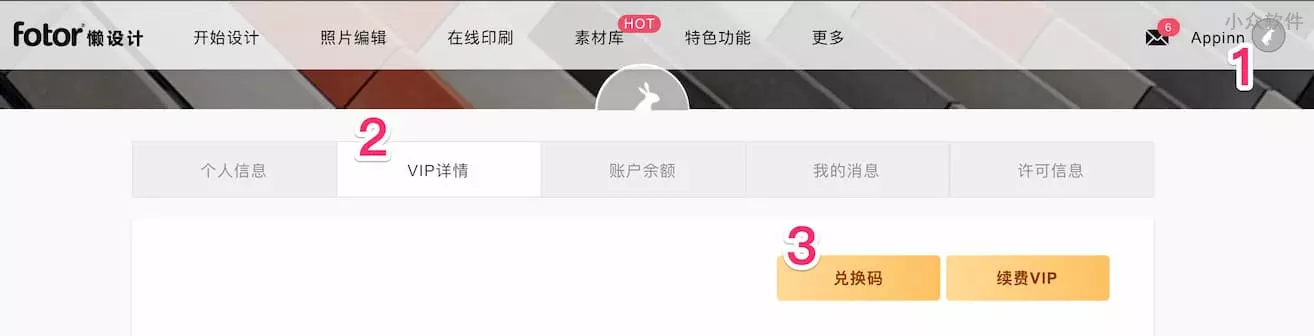 小众软件
fotor® 懒设计 开始设计 照片编辑 在线印刷 素材库 HOT 特色功能 更多 6 Appinn
1
2
个人信息 VIP详情 账户余额 我的消息 许可信息
3
兑换码 续费VIP